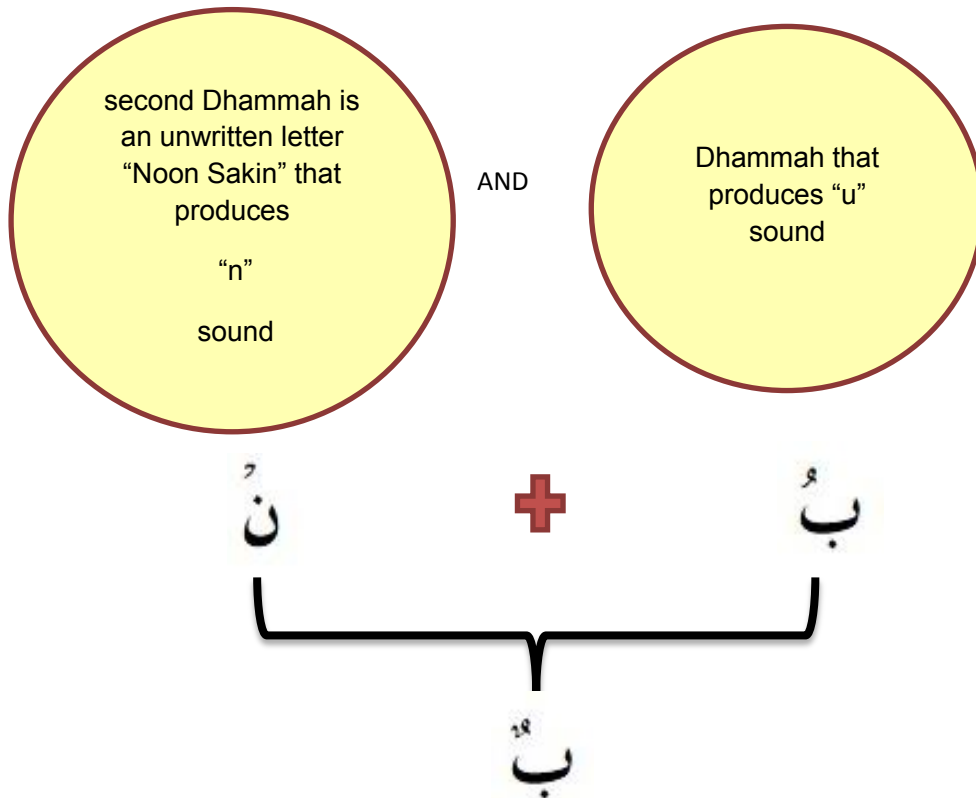 second Dhammah is
an unwritten letter
“Noon Sakin” that
produces
“n”
sound
AND
Dhammah that
produces “u”
sound
بُ
نْ
بٌ